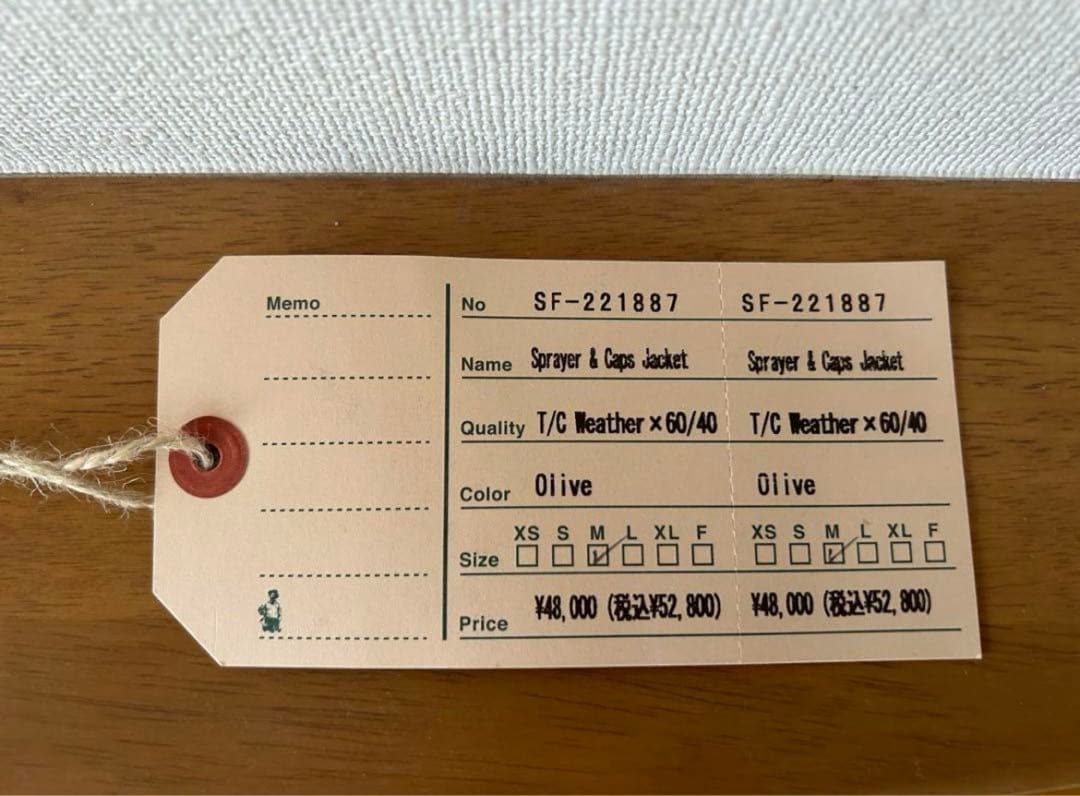 Memo
No SF-221887 SF-221887
Name Sprayer & Caps Jacket Sprayer & Caps Jacket
Quality T/C Weather×60/40 T/C Weather×60/40
Color Olive Olive
XS S M L XL F XS S M L XL F
Size
Price ¥48,000 (税込¥52,800) ¥48,000 (税込¥52,800)